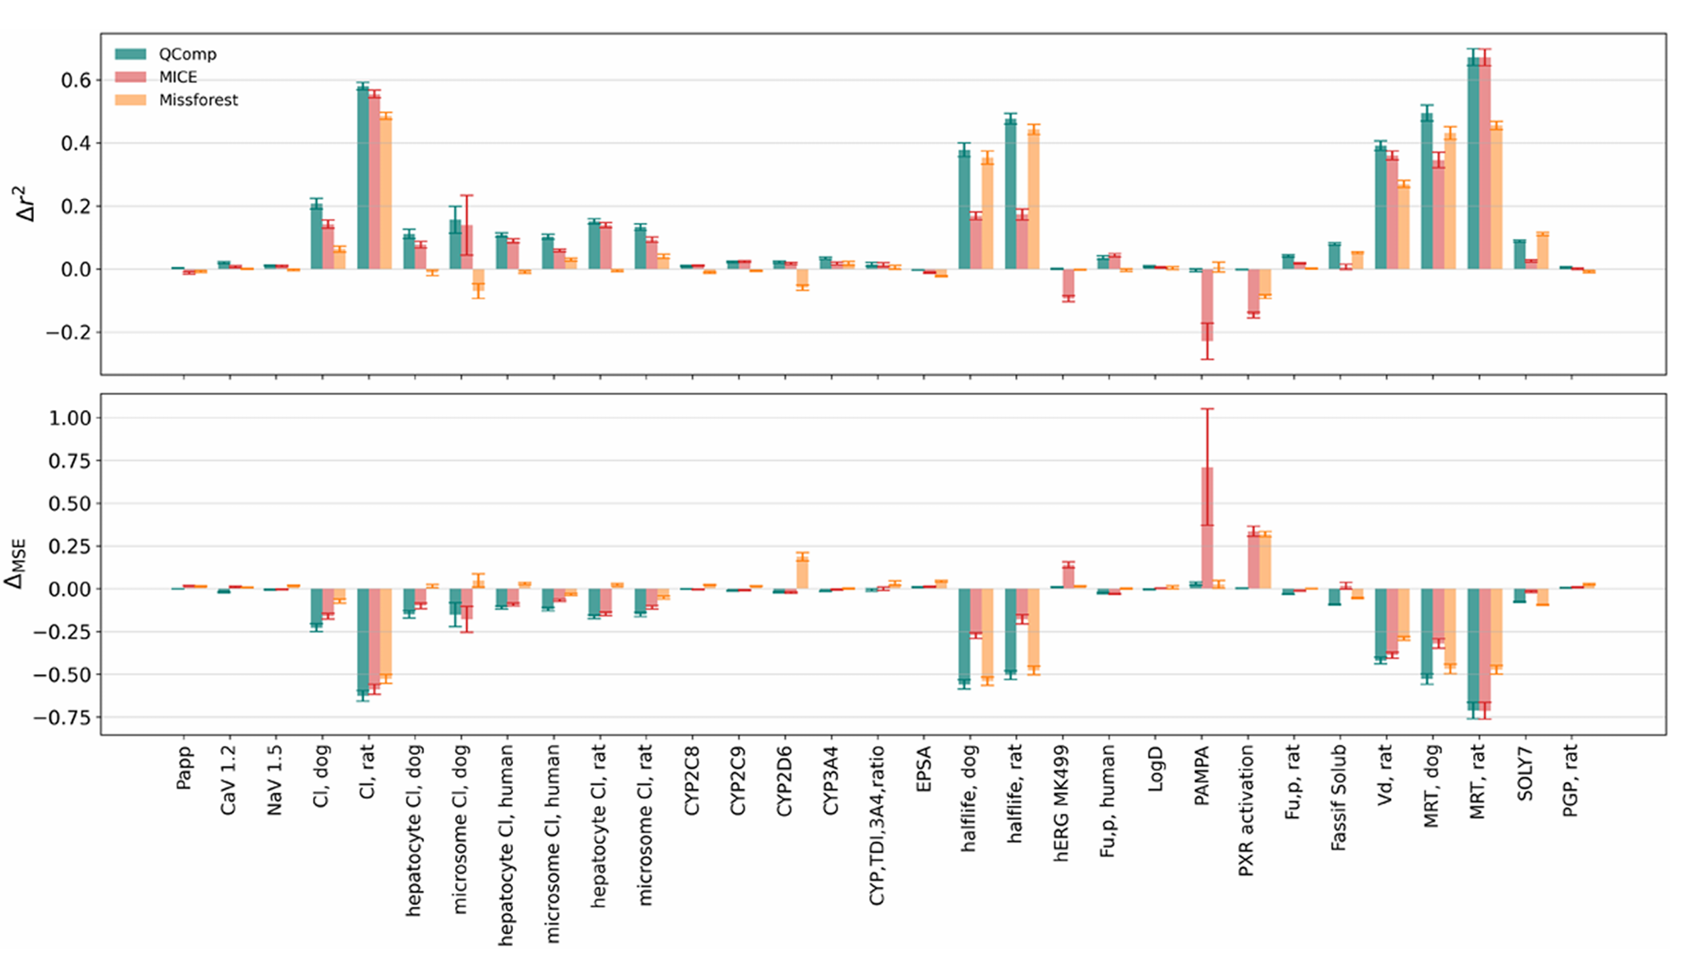 QComp
MICE
Missforest
0.6
0.4
0.2
0.0
−0.2
Δr²
1.00
0.75
0.50
0.25
0.00
−0.25
−0.50
−0.75
Δ_MSE
Papp
CaV 1.2
NaV 1.5
Cl, dog
Cl, rat
hepatocyte Cl, dog
microsome Cl, dog
hepatocyte Cl, human
microsome Cl, human
hepatocyte Cl, rat
microsome Cl, rat
CYP2C8
CYP2C9
CYP2D6
CYP3A4
CYP,TDI,3A4,ratio
EPSA
halflife, dog
halflife, rat
hERG MK499
Fu,p, human
LogD
PAMPA
PXR activation
Fu,p, rat
Fassif Solub
Vd, rat
MRT, dog
MRT, rat
SOLY7
PGP, rat